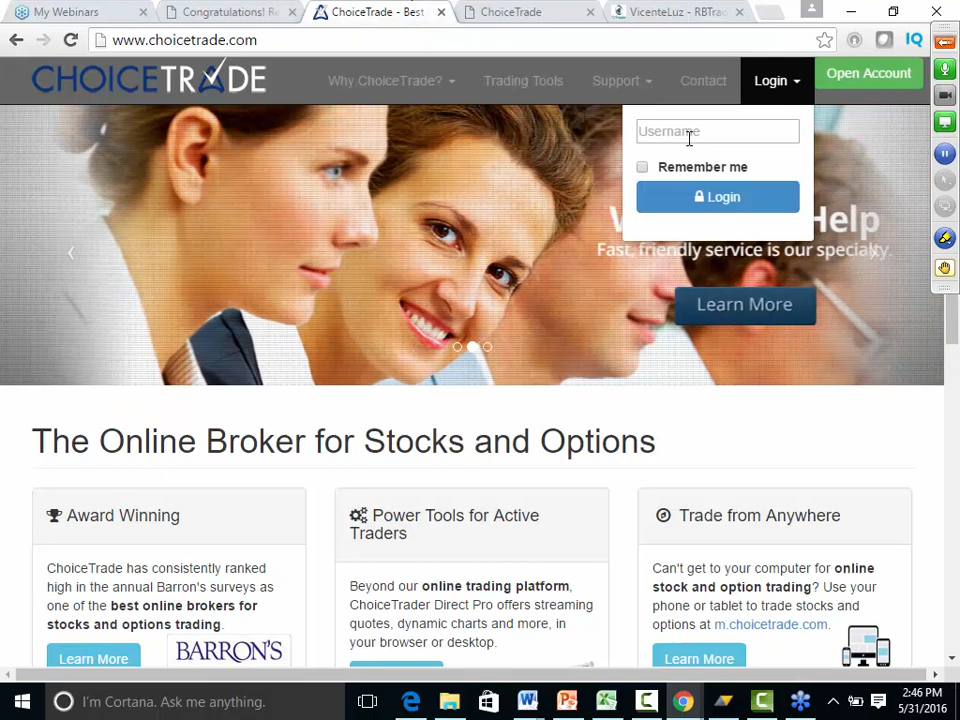 My Webinars
Congratulations! Re
ChoiceTrade - Best
ChoiceTrade
VicenteLuz - RBTra
www.choicetrade.com
IQ
CHOICETRADE
Why ChoiceTrade?
Trading Tools
Support
Contact
Login
Open Account
Username
Remember me
Login
Help
Fast, friendly service is our specialty.
Learn More
The Online Broker for Stocks and Options
Award Winning
ChoiceTrade has consistently ranked
high in the annual Barron's surveys as
one of the best online brokers for
stocks and options trading.
Learn More
BARRON'S
Power Tools for Active
Traders
Beyond our online trading platform,
ChoiceTrader Direct Pro offers streaming
quotes, dynamic charts and more, in
your browser or desktop.
Trade from Anywhere
Can't get to your computer for online
stock and option trading? Use your
phone or tablet to trade stocks and
options at m.choicetrade.com.
Learn More
I'm Cortana. Ask me anything.
2:46 PM
5/31/2016